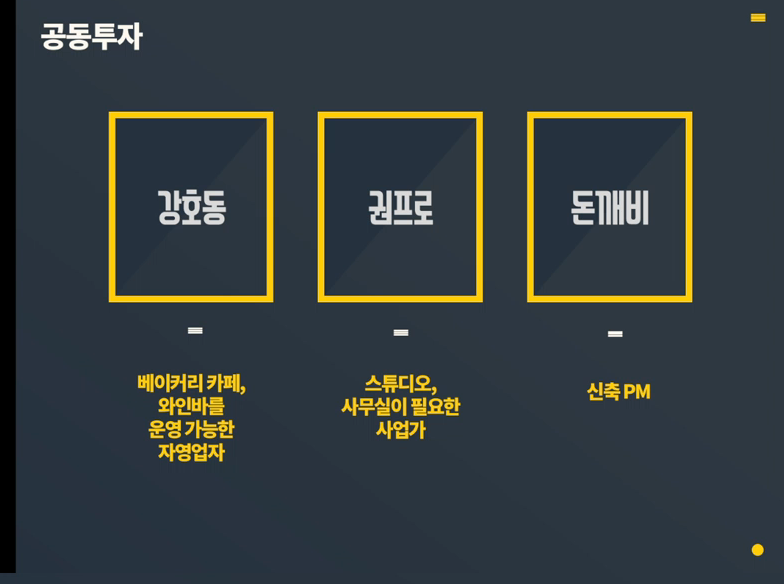 공동투자
강호동
궈프로
돈깨비
베이커리 카페,
와인바를
운영 가능한
자영업자
스튜디오,
사무실이 필요한
사업가
신축 PM